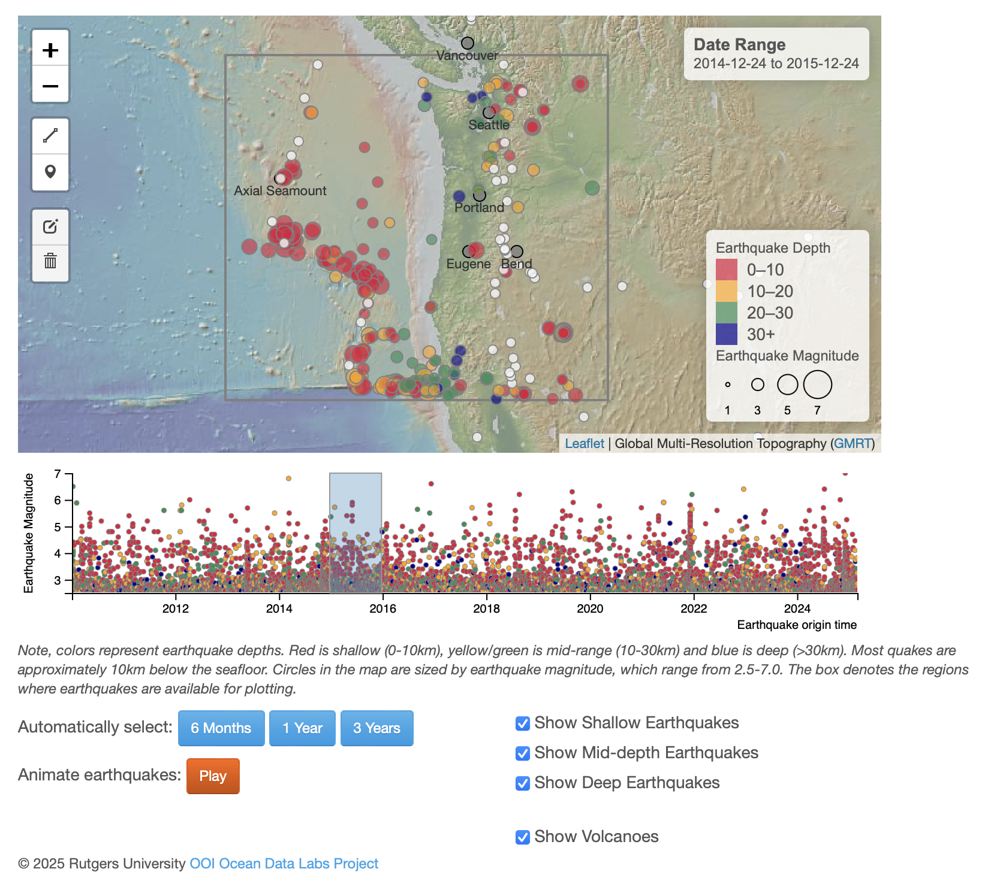 +
−
Date Range
2014-12-24 to 2015-12-24
Vancouver
Seattle
Axial Seamount
Portland
Eugene
Bend
Earthquake Depth
0–10
10–20
20–30
30+
Earthquake Magnitude
1 3 5 7
Leaflet | Global Multi-Resolution Topography (GMRT)
Earthquake Magnitude
7
6
5
4
3
2012 2014 2016 2018 2020 2022 2024
Earthquake origin time
Note, colors represent earthquake depths. Red is shallow (0-10km), yellow/green is mid-range (10-30km) and blue is deep (>30km). Most quakes are
approximately 10km below the seafloor. Circles in the map are sized by earthquake magnitude, which range from 2.5-7.0. The box denotes the regions
where earthquakes are available for plotting.
Automatically select: 6 Months 1 Year 3 Years
Animate earthquakes: Play
Show Shallow Earthquakes
Show Mid-depth Earthquakes
Show Deep Earthquakes
Show Volcanoes
© 2025 Rutgers University OOI Ocean Data Labs Project